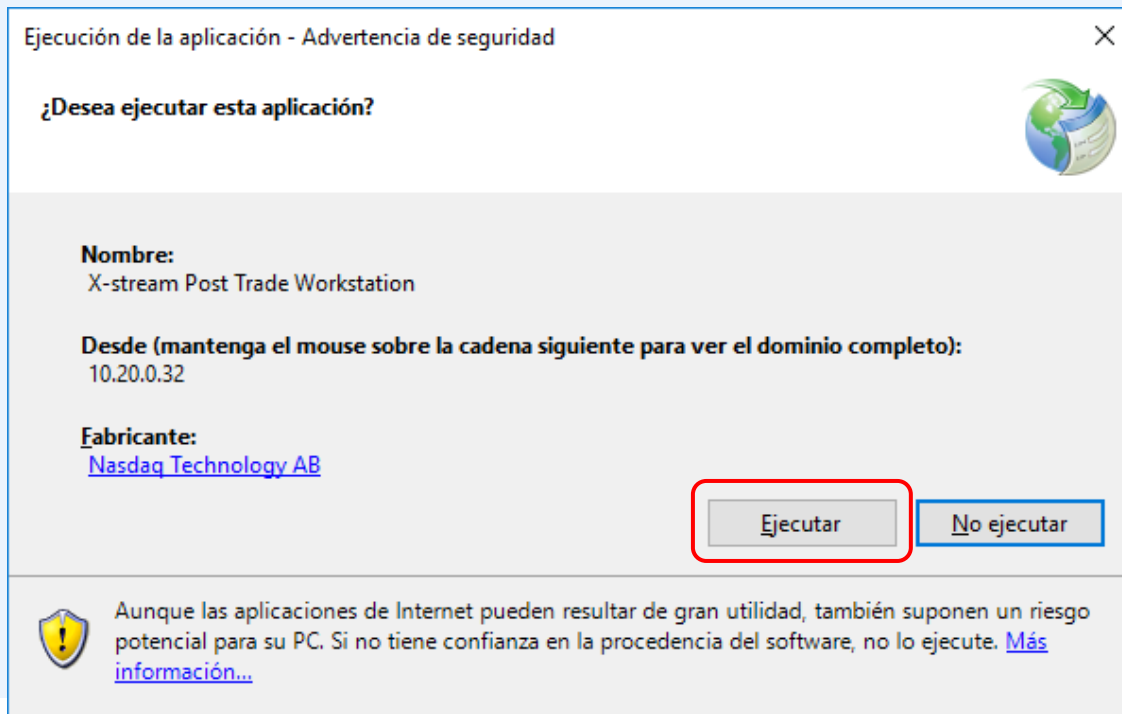 Ejecución de la aplicación - Advertencia de seguridad
¿Desea ejecutar esta aplicación?
Nombre:
X-stream Post Trade Workstation
Desde (mantenga el mouse sobre la cadena siguiente para ver el dominio completo):
10.20.0.32
Fabricante:
Nasdaq Technology AB
Ejecutar
No ejecutar
Aunque las aplicaciones de Internet pueden resultar de gran utilidad, también suponen un riesgo
potencial para su PC. Si no tiene confianza en la procedencia del software, no lo ejecute. Más
información...